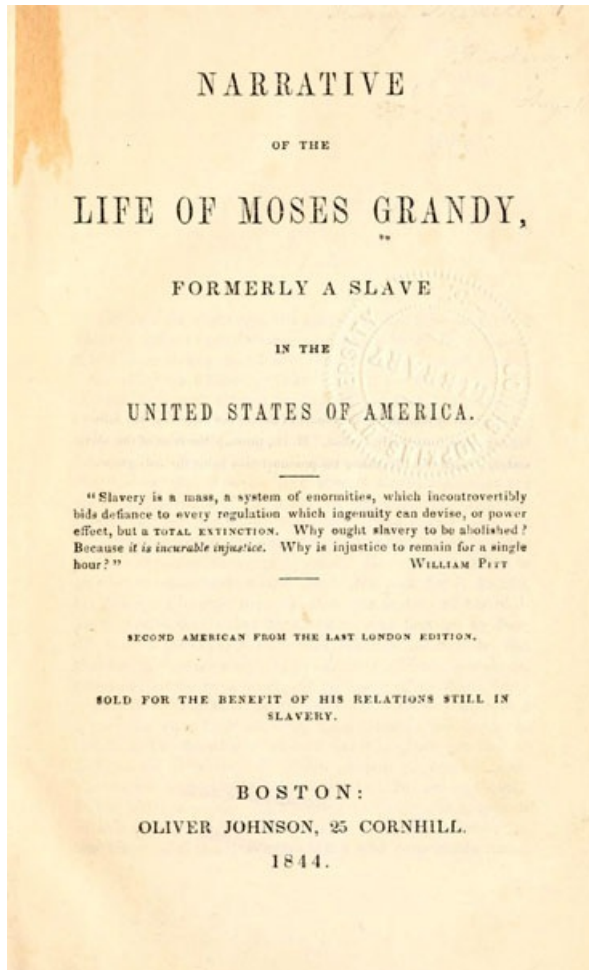 NARRATIVE
OF THE
LIFE OF MOSES GRANDY,
FORMERLY A SLAVE
IN THE
UNITED STATES OF AMERICA.
"Slavery is a mass, a system of enormities, which incontrovertibly
bids defiance to every regulation which ingenuity can devise, or power
effect, but a TOTAL EXTINCTION. Why ought slavery to be abolished?
Because it is incurable injustice. Why is injustice to remain for a single
hour?" WILLIAM PITT
SECOND AMERICAN FROM THE LAST LONDON EDITION.
SOLD FOR THE BENEFIT OF HIS RELATIONS STILL IN
SLAVERY.
BOSTON:
OLIVER JOHNSON, 25 CORNHILL.
1844.